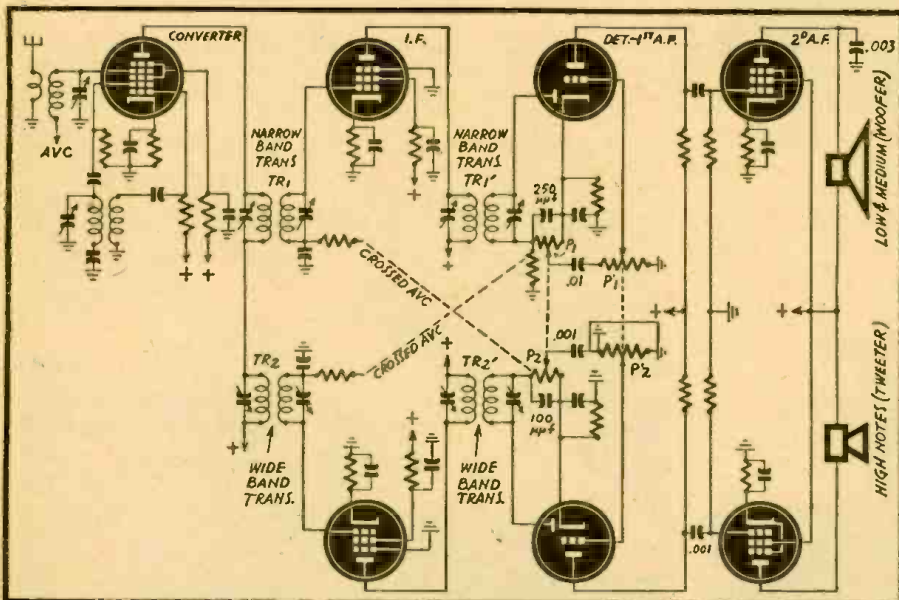 CONVERTER
I.F.
DET.-1ST A.F.
2D A.F.
.003
AVC
NARROW
BAND
TRANS
TR1
NARROW
BAND TRANS
TR1'
250
μμf
P1
.01
P'1
LOW & MEDIUM (WOOFER)
CROSSED AVC
CROSSED AVC
TR2
WIDE
BAND
TRANS.
TR2'
WIDE
BAND
TRANS.
P2
100
μμf
.001
P'2
.001
HIGH NOTES (TWEETER)
+
+
+
+
+
+
+
+
+